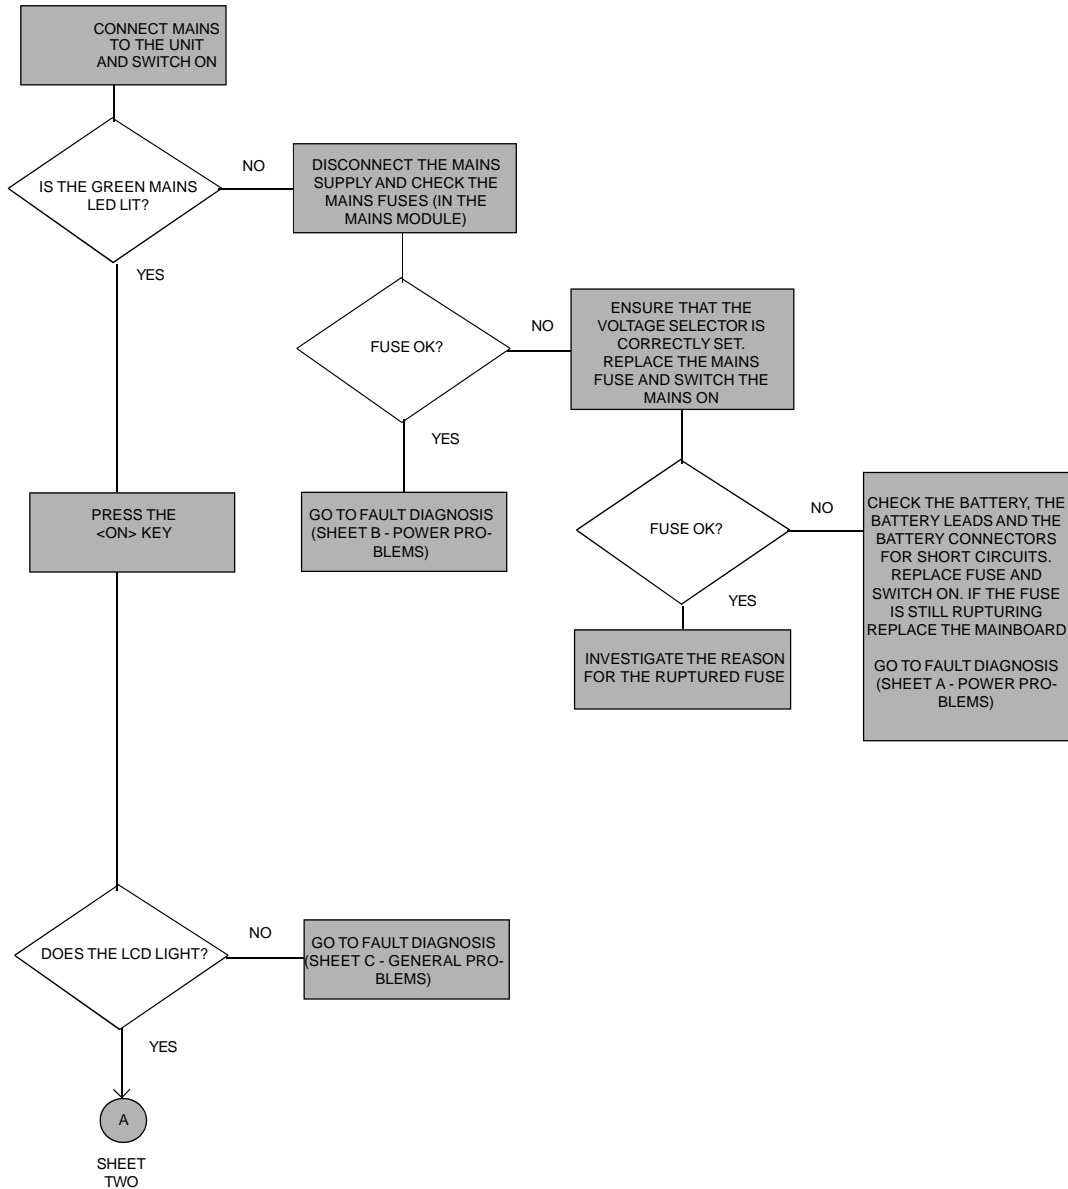 CONNECT MAINS
TO THE UNIT
AND SWITCH ON
IS THE GREEN MAINS
LED LIT?
NO
DISCONNECT THE MAINS
SUPPLY AND CHECK THE
MAINS FUSES (IN THE
MAINS MODULE)
YES
FUSE OK?
NO
ENSURE THAT THE
VOLTAGE SELECTOR IS
CORRECTLY SET.
REPLACE THE MAINS
FUSE AND SWITCH THE
MAINS ON
YES
GO TO FAULT DIAGNOSIS
(SHEET B - POWER PRO-
BLEMS)
FUSE OK?
NO
CHECK THE BATTERY, THE
BATTERY LEADS AND THE
BATTERY CONNECTORS
FOR SHORT CIRCUITS.
REPLACE FUSE AND
SWITCH ON. IF THE FUSE
IS STILL RUPTURING
REPLACE THE MAINBOARD
GO TO FAULT DIAGNOSIS
(SHEET A - POWER PRO-
BLEMS)
YES
INVESTIGATE THE REASON
FOR THE RUPTURED FUSE
PRESS THE
<ON> KEY
DOES THE LCD LIGHT?
NO
GO TO FAULT DIAGNOSIS
(SHEET C - GENERAL PRO-
BLEMS)
YES
A
SHEET
TWO